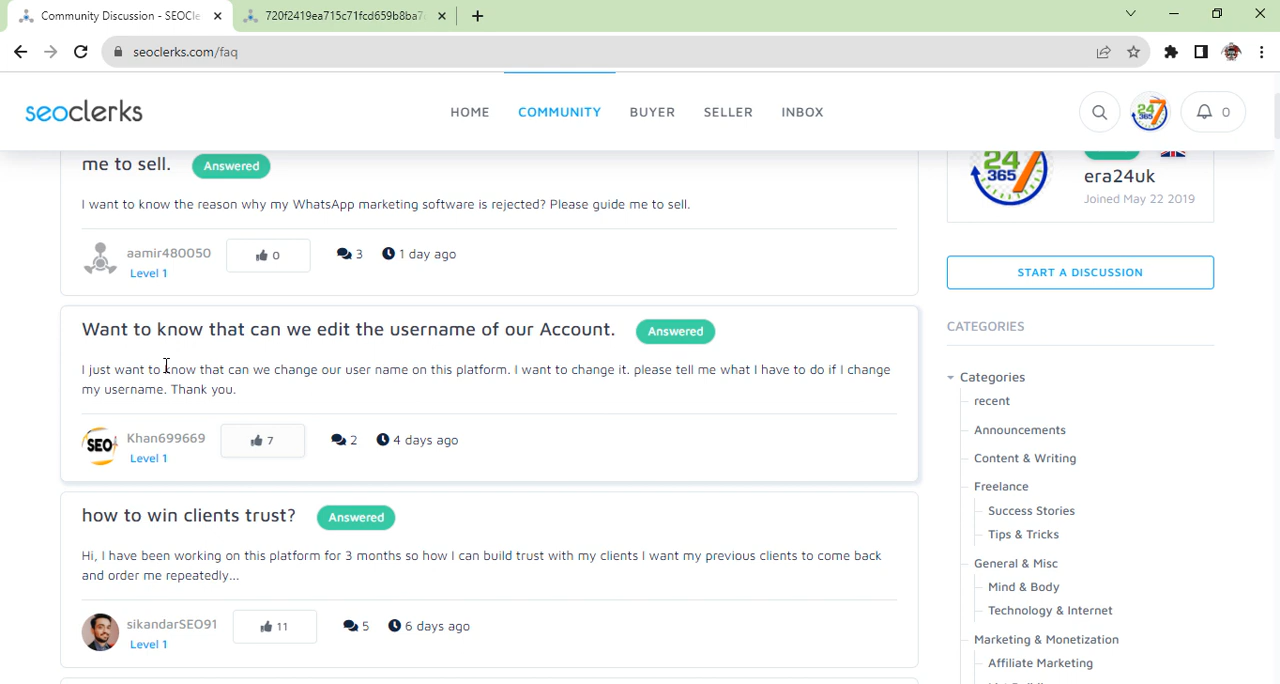 Community Discussion - SEOCle
720f2419ea715c71fcd659b8ba7
seoclerks.com/faq
seoclerks
HOME
COMMUNITY
BUYER
SELLER
INBOX
24 7
365
0
me to sell.
Answered
I want to know the reason why my WhatsApp marketing software is rejected? Please guide me to sell.
aamir480050
Level 1
0
3
1 day ago
Want to know that can we edit the username of our Account.
Answered
I just want to know that can we change our user name on this platform. I want to change it. please tell me what I have to do if I change
my username. Thank you.
SEO
Khan699669
Level 1
7
2
4 days ago
how to win clients trust?
Answered
Hi, I have been working on this platform for 3 months so how I can build trust with my clients I want my previous clients to come back
and order me repeatedly...
sikandarSEO91
Level 1
11
5
6 days ago
24 7
365
era24uk
Joined May 22 2019
START A DISCUSSION
CATEGORIES
Categories
recent
Announcements
Content & Writing
Freelance
Success Stories
Tips & Tricks
General & Misc
Mind & Body
Technology & Internet
Marketing & Monetization
Affiliate Marketing